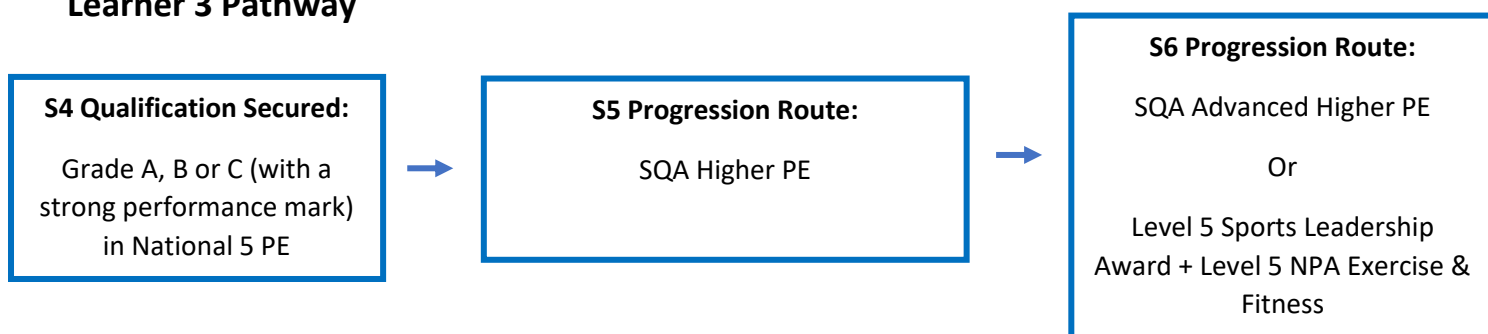 Learner 3 Pathway
S4 Qualification Secured:
Grade A, B or C (with a
strong performance mark)
in National 5 PE
S5 Progression Route:
SQA Higher PE
S6 Progression Route:
SQA Advanced Higher PE
Or
Level 5 Sports Leadership
Award + Level 5 NPA Exercise &
Fitness